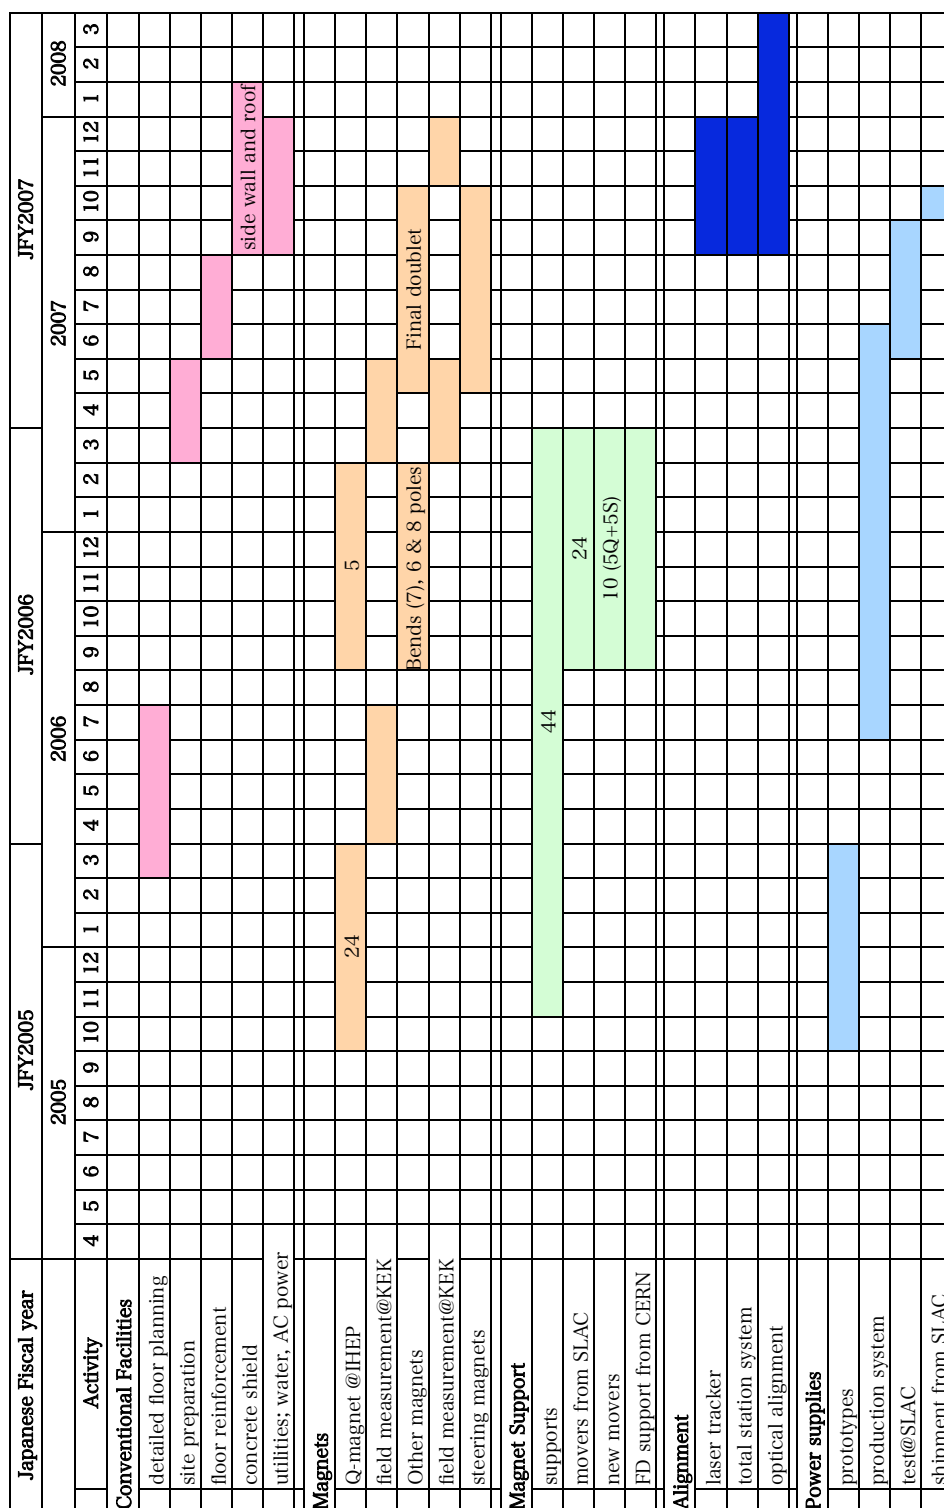 Japanese Fiscal year JFY2005 JFY2006 JFY2007
2005 2006 2007 2008
Activity 4 5 6 7 8 9 10 11 12 1 2 3 4 5 6 7 8 9 10 11 12 1 2 3 4 5 6 7 8 9 10 11 12 1 2 3
Conventional Facilities
detailed floor planning
site preparation
floor reinforcement
concrete shield side wall and roof
utilities; water, AC power
Magnets
Q-magnet @IHEP 24 5
field measurement@KEK
Other magnets Bends (7), 6 & 8 poles Final doublet
field measurement@KEK
steering magnets
Magnet Support
supports 44
movers from SLAC 24
new movers 10 (5Q+5S)
FD support from CERN
Alignment
laser tracker
total station system
optical alignment
Power supplies
prototypes
production system
test@SLAC
shipment from SLAC